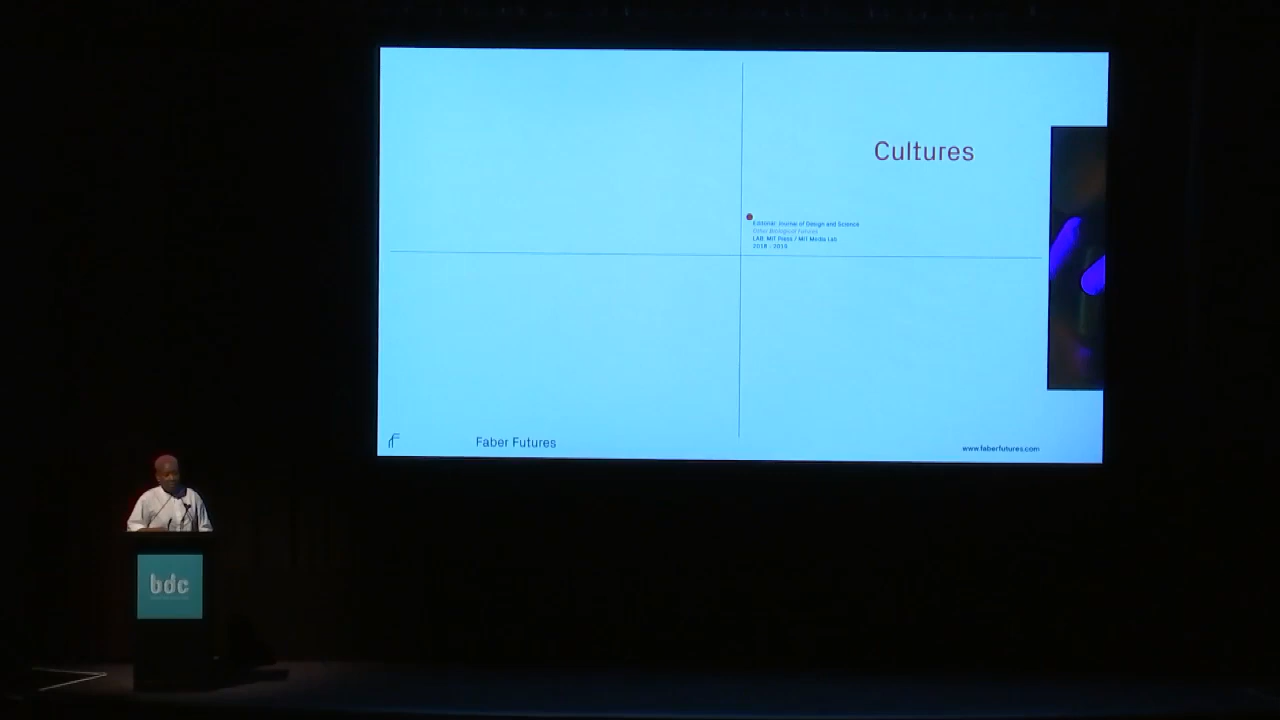 Cultures
Editorial: Journal of Design and Science
Other Biological Futures
LAB: MIT Press / MIT Media Lab
2018 - 2019
Faber Futures
www.faberfutures.com
bdc